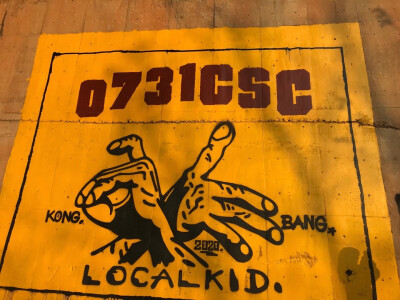 0731CSC
KONG. BANG.
2020.
LOCALKID.